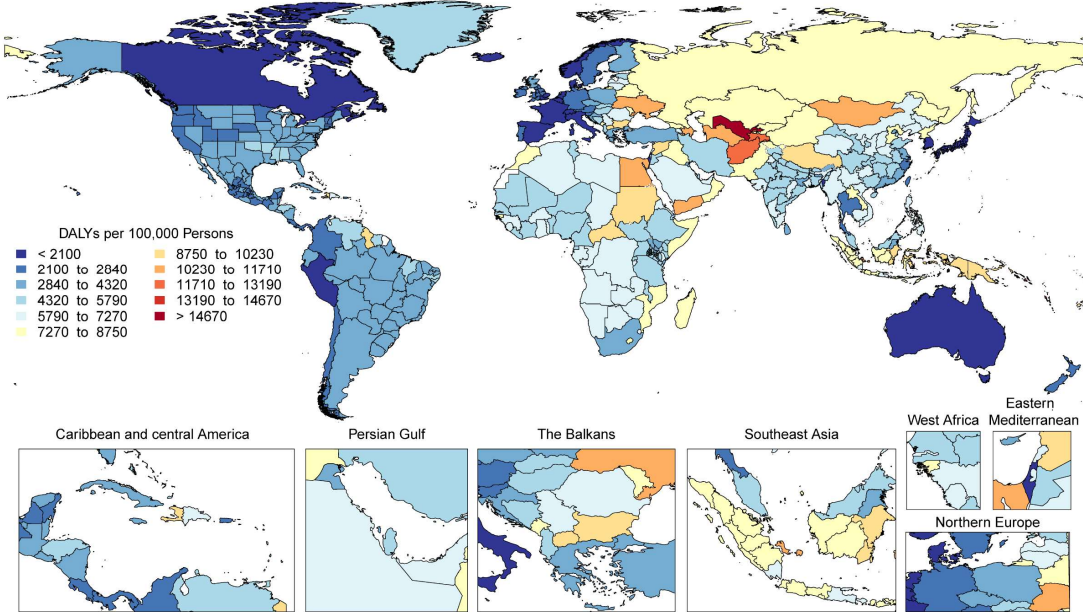 DALYs per 100,000 Persons
< 2100
2100 to 2840
2840 to 4320
4320 to 5790
5790 to 7270
7270 to 8750
8750 to 10230
10230 to 11710
11710 to 13190
13190 to 14670
> 14670
Caribbean and central America
Persian Gulf
The Balkans
Southeast Asia
West Africa
Eastern
Mediterranean
Northern Europe